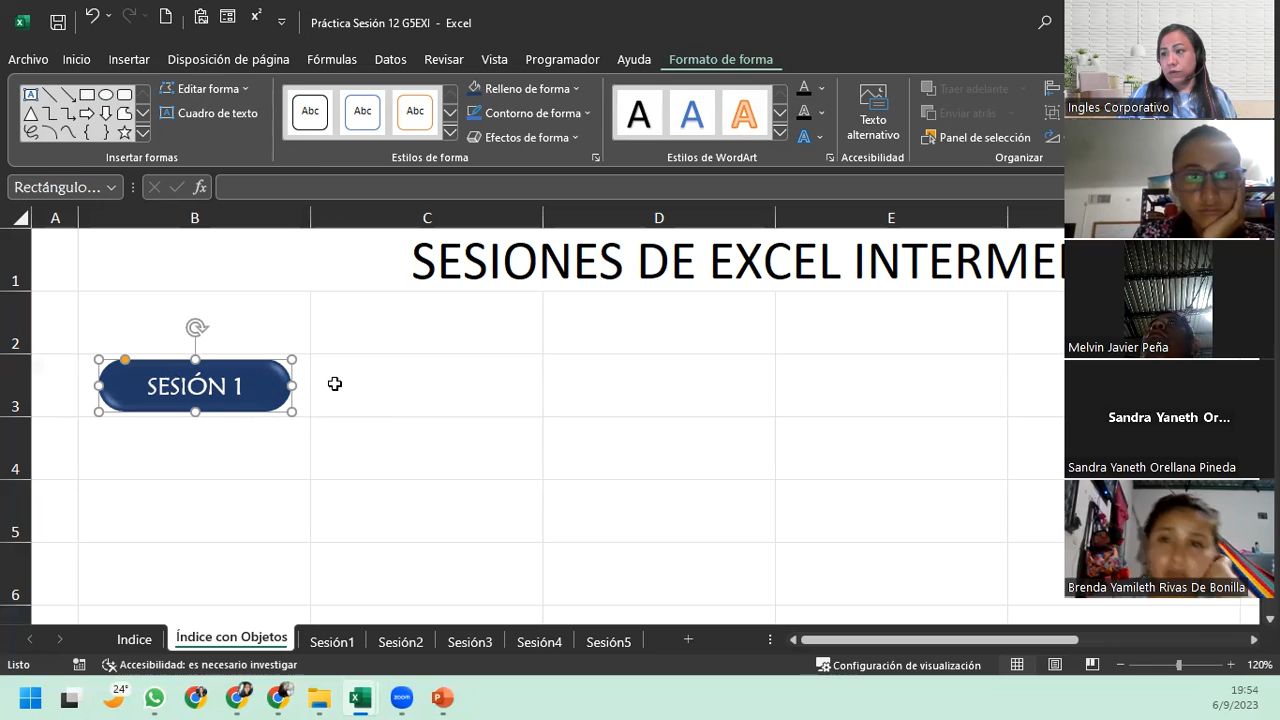 Práctica Sesión 12 G5EXI - Excel
Archivo Inicio Insertar Disposición de página Fórmulas Ayuda Formato de forma
Editar forma
Cuadro de texto
Insertar formas
Abc Abc Abc
Relleno de forma
Contorno de forma
Efectos de forma
Estilos de forma
A A A
Estilos de WordArt
Texto
alternativo
Accesibilidad
Traer adelante
Enviar atrás
Panel de selección
Organizar
Rectángulo...
fx
A B C D E
1 SESIONES DE EXCEL INTERME
2
3 SESIÓN 1
4
5
6
Indice Índice con Objetos Sesión1 Sesión2 Sesión3 Sesión4 Sesión5
Listo Accesibilidad: es necesario investigar Configuración de visualización 120%
24°
zoom
19:54
6/9/2023
Ingles Corporativo
Melvin Javier Peña
Sandra Yaneth Or...
Sandra Yaneth Orellana Pineda
Brenda Yamileth Rivas De Bonilla